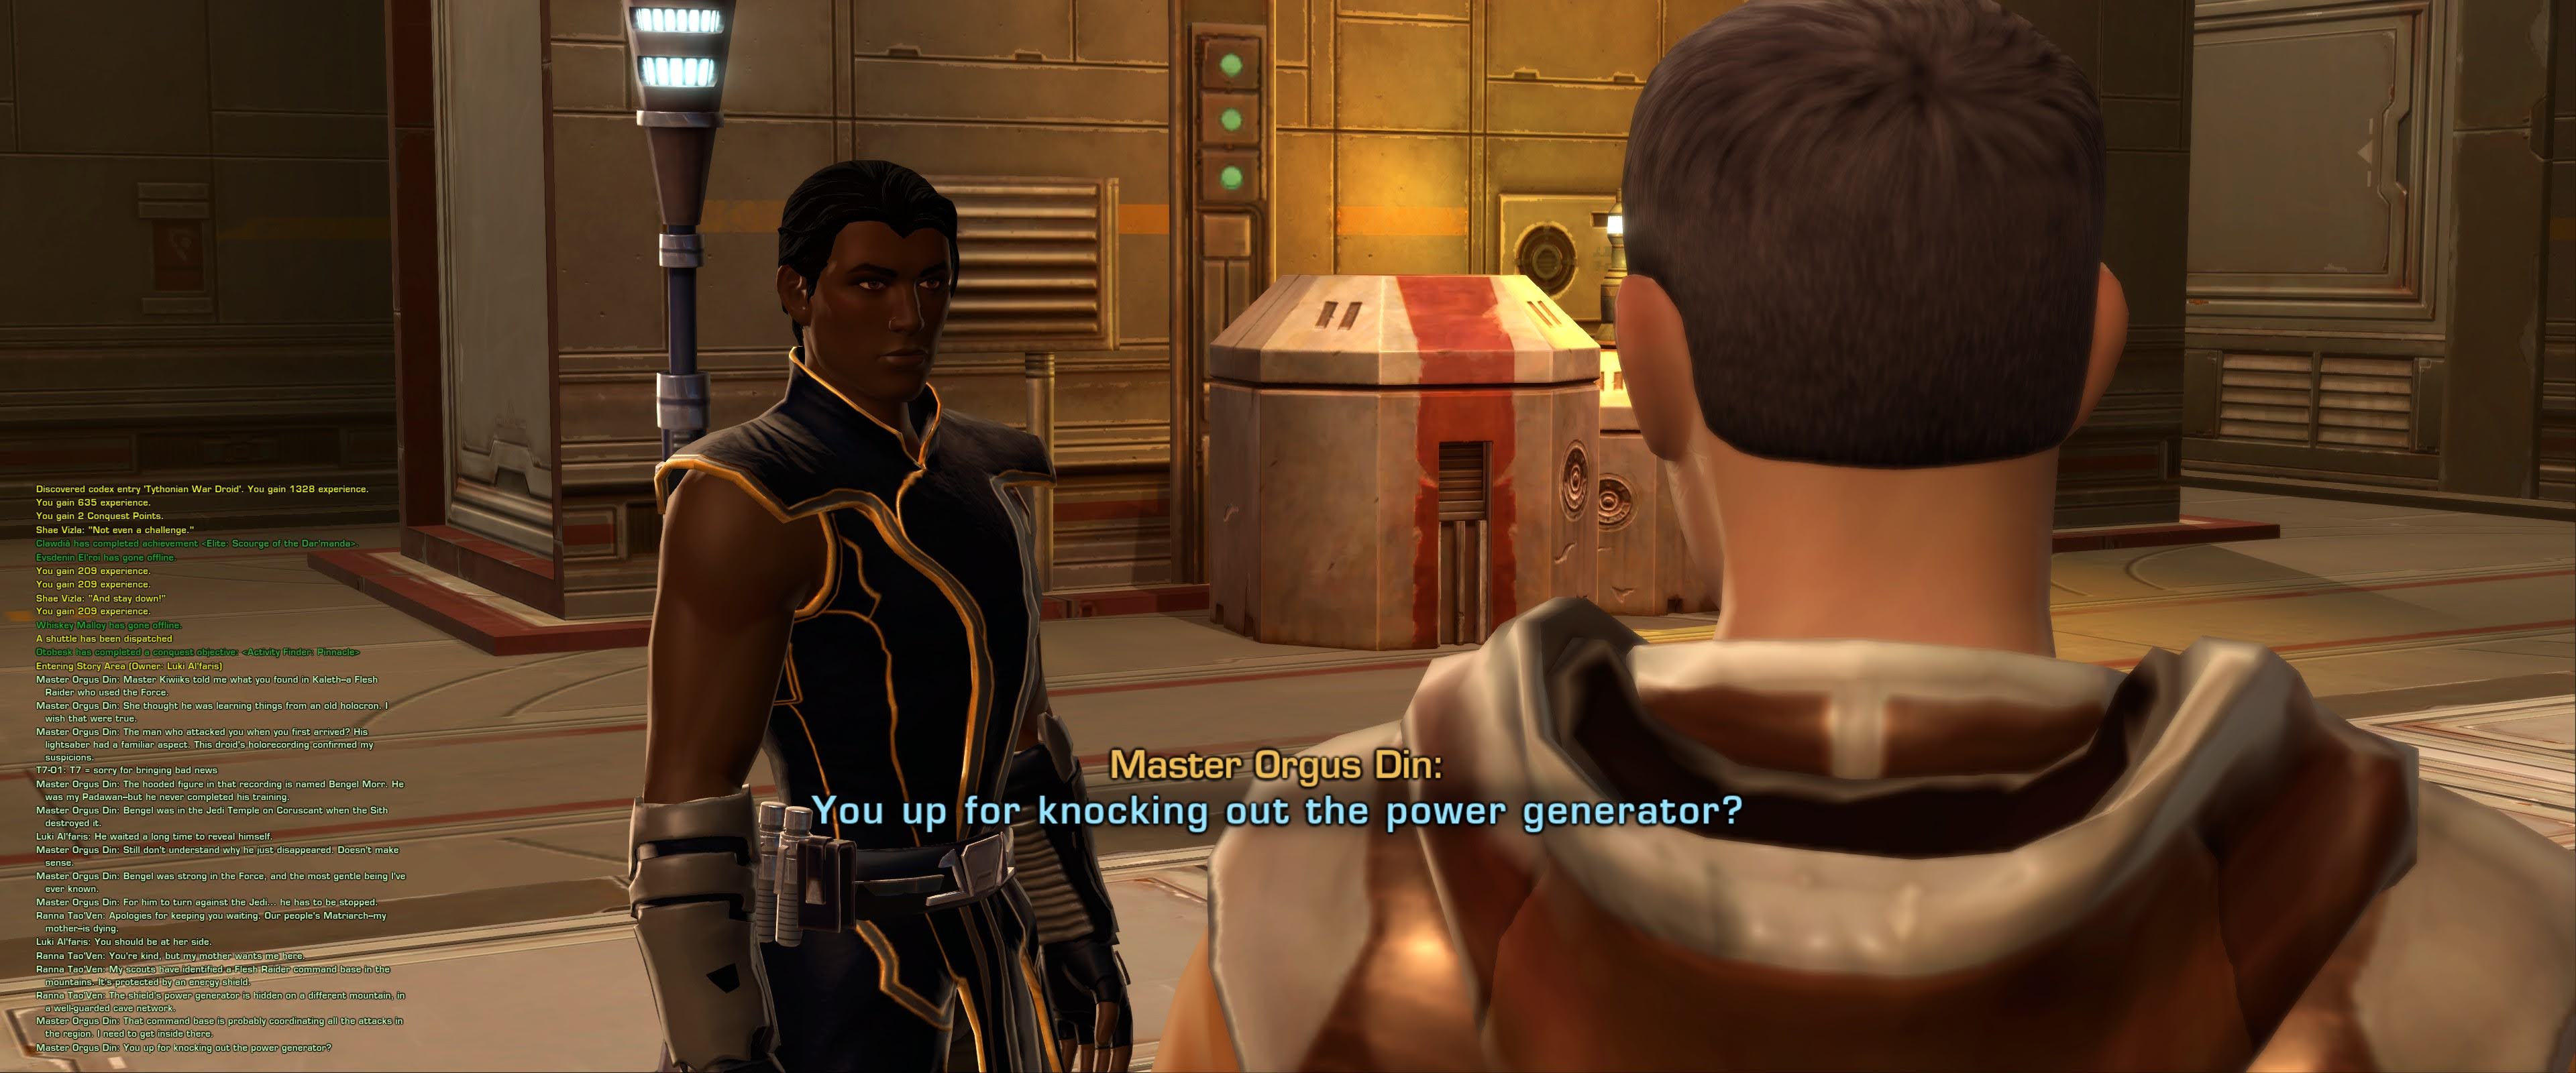 Discovered codex entry 'Tythonian War Droid'. You gain 1328 experience.
You gain 635 experience.
You gain 2 Conquest Points.
Shae Vizla: "Not even a challenge."
Clawdiä has completed achievement <Elite: Scourge of the Dar'manda>.
Evsdenin El'roi has gone offline.
You gain 209 experience.
You gain 209 experience.
Shae Vizla: "And stay down!"
You gain 209 experience.
Whiskey Malloy has gone offline.
A shuttle has been dispatched
Otobesk has completed a conquest objective: <Activity Finder: Pinnacle>
Entering Story Area (Owner: Luki Al'faris)
Master Orgus Din: Master Kiwiiks told me what you found in Kaleth—a Flesh
Raider who used the Force.
Master Orgus Din: She thought he was learning things from an old holocron. I
wish that were true.
Master Orgus Din: The man who attacked you when you first arrived? His
lightsaber had a familiar aspect. This droid's holorecording confirmed my
suspicions.
T7-01: T7 = sorry for bringing bad news
Master Orgus Din: The hooded figure in that recording is named Bengel Morr. He
was my Padawan—but he never completed his training.
Master Orgus Din: Bengel was in the Jedi Temple on Coruscant when the Sith
destroyed it.
Luki Al'faris: He waited a long time to reveal himself.
Master Orgus Din: Still don't understand why he just disappeared. Doesn't make
sense.
Master Orgus Din: Bengel was strong in the Force, and the most gentle being I've
ever known.
Master Orgus Din: For him to turn against the Jedi... he has to be stopped.
Ranna Tao'Ven: Apologies for keeping you waiting. Our people's Matriarch—my
mother—is dying.
Luki Al'faris: You should be at her side.
Ranna Tao'Ven: You're kind, but my mother wants me here.
Ranna Tao'Ven: My scouts have identified a Flesh Raider command base in the
mountains. It's protected by an energy shield.
Ranna Tao'Ven: The shield's power generator is hidden on a different mountain, in
a well-guarded cave network.
Master Orgus Din: That command base is probably coordinating all the attacks in
the region. I need to get inside there.
Master Orgus Din: You up for knocking out the power generator?
Master Orgus Din:
You up for knocking out the power generator?